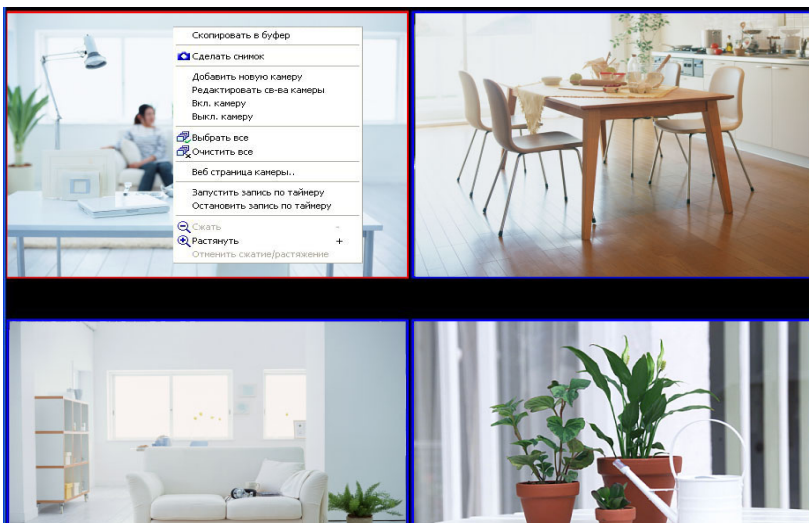 Скопировать в буфер
Сделать снимок
Добавить новую камеру
Редактировать св-ва камеры
Вкл. камеру
Выкл. камеру
Выбрать все
Очистить все
Веб страница камеры..
Запустить запись по таймеру
Остановить запись по таймеру
Сжать -
Растянуть +
Отменить сжатие/растяжение